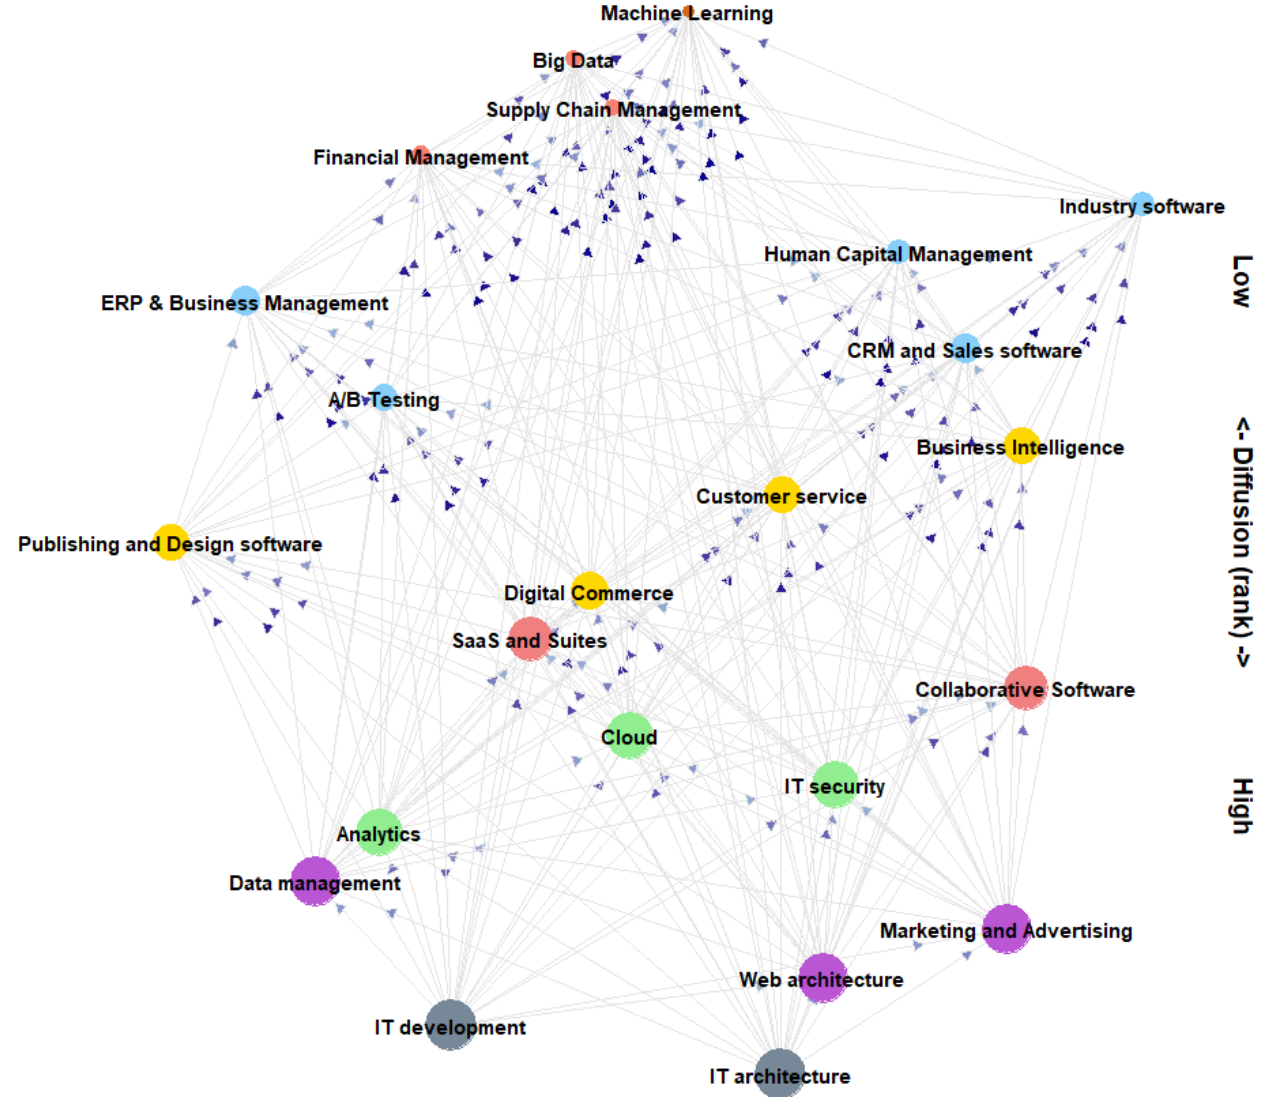 Machine Learning
Big Data
Supply Chain Management
Financial Management
Industry software
Human Capital Management
ERP & Business Management
CRM and Sales software
A/B Testing
Business Intelligence
Customer service
Publishing and Design software
Digital Commerce
SaaS and Suites
Collaborative Software
Cloud
IT security
Analytics
Data management
Marketing and Advertising
Web architecture
IT development
IT architecture
Low
<- Diffusion (rank) ->
High